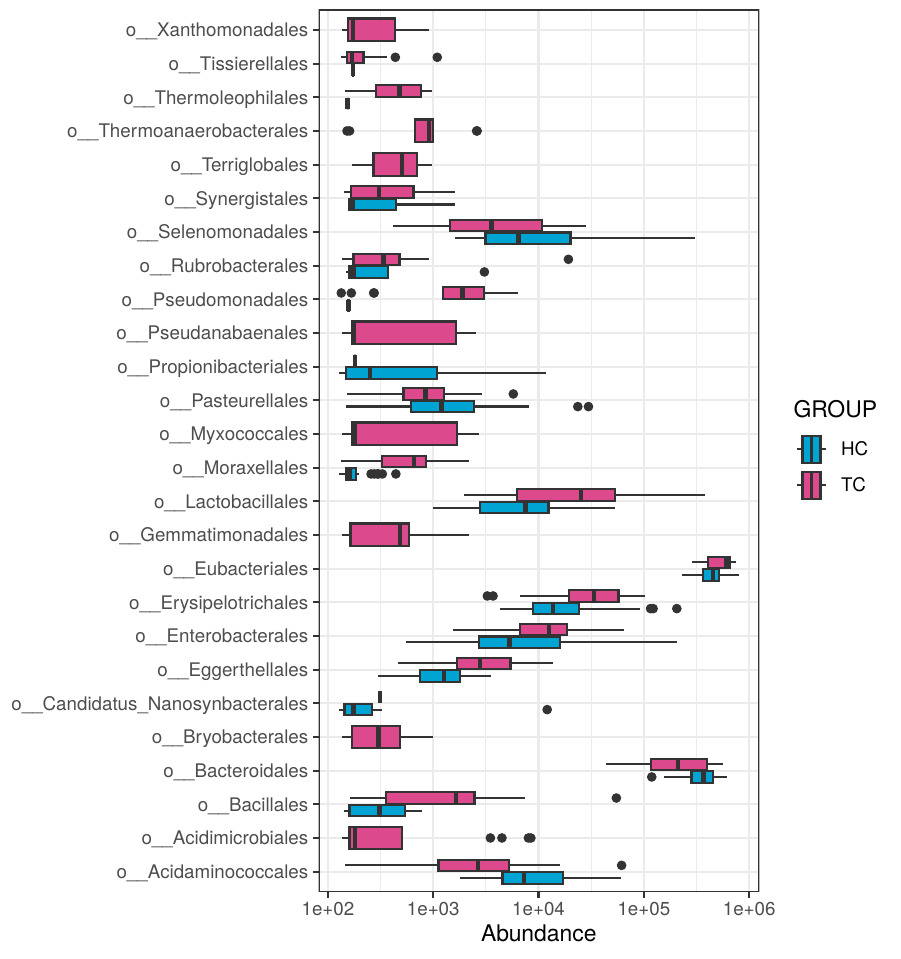 o__Xanthomonadales
o__Tissierellales
o__Thermoleophilales
o__Thermoanaerobacterales
o__Terriglobales
o__Synergistales
o__Selenomonadales
o__Rubrobacterales
o__Pseudomonadales
o__Pseudanabaenales
o__Propionibacteriales
o__Pasteurellales
o__Myxococcales
o__Moraxellales
o__Lactobacillales
o__Gemmatimonadales
o__Eubacteriales
o__Erysipelotrichales
o__Enterobacterales
o__Eggerthellales
o__Candidatus_Nanosynbacterales
o__Bryobacterales
o__Bacteroidales
o__Bacillales
o__Acidimicrobiales
o__Acidaminococcales
1e+02 1e+03 1e+04 1e+05 1e+06
Abundance
GROUP
HC
TC